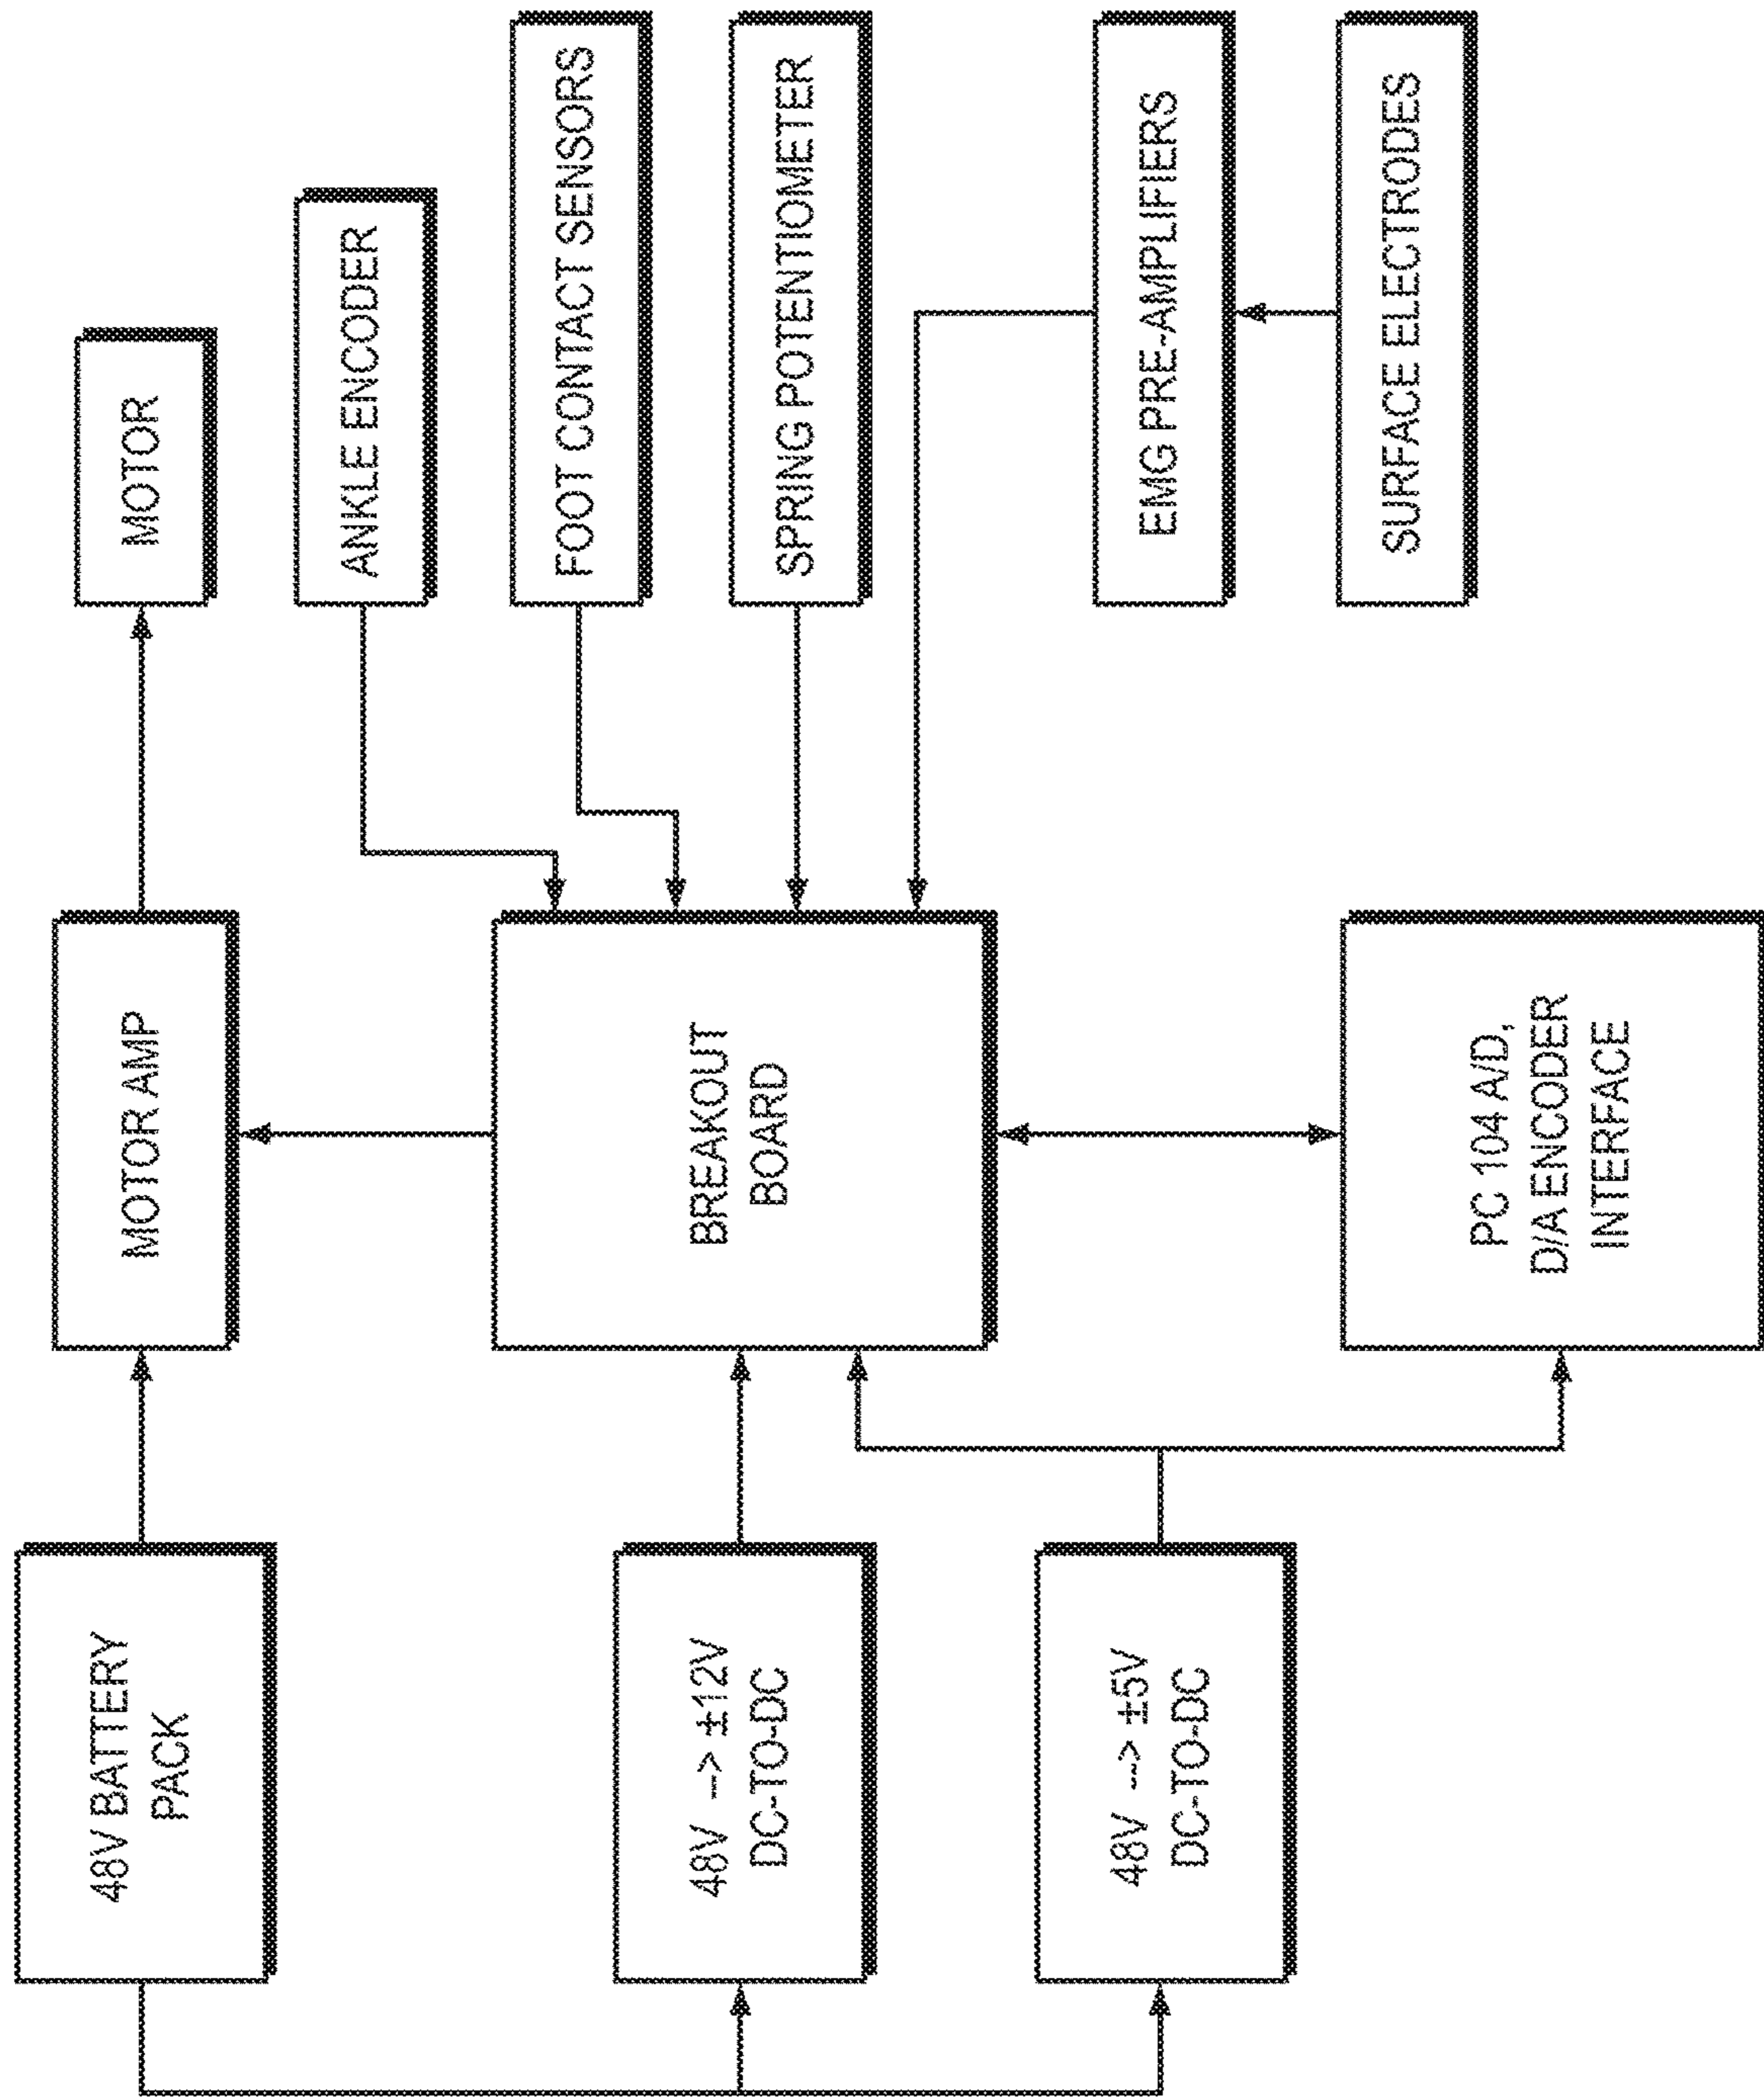 48V BATTERY
PACK
MOTOR AMP
MOTOR
ANKLE ENCODER
FOOT CONTACT SENSORS
48V --> ±12V
DC-TO-DC
BREAKOUT
BOARD
SPRING POTENTIOMETER
48V --> ±5V
DC-TO-DC
EMG PRE-AMPLIFIERS
PC 104 A/D,
D/A ENCODER
INTERFACE
SURFACE ELECTRODES